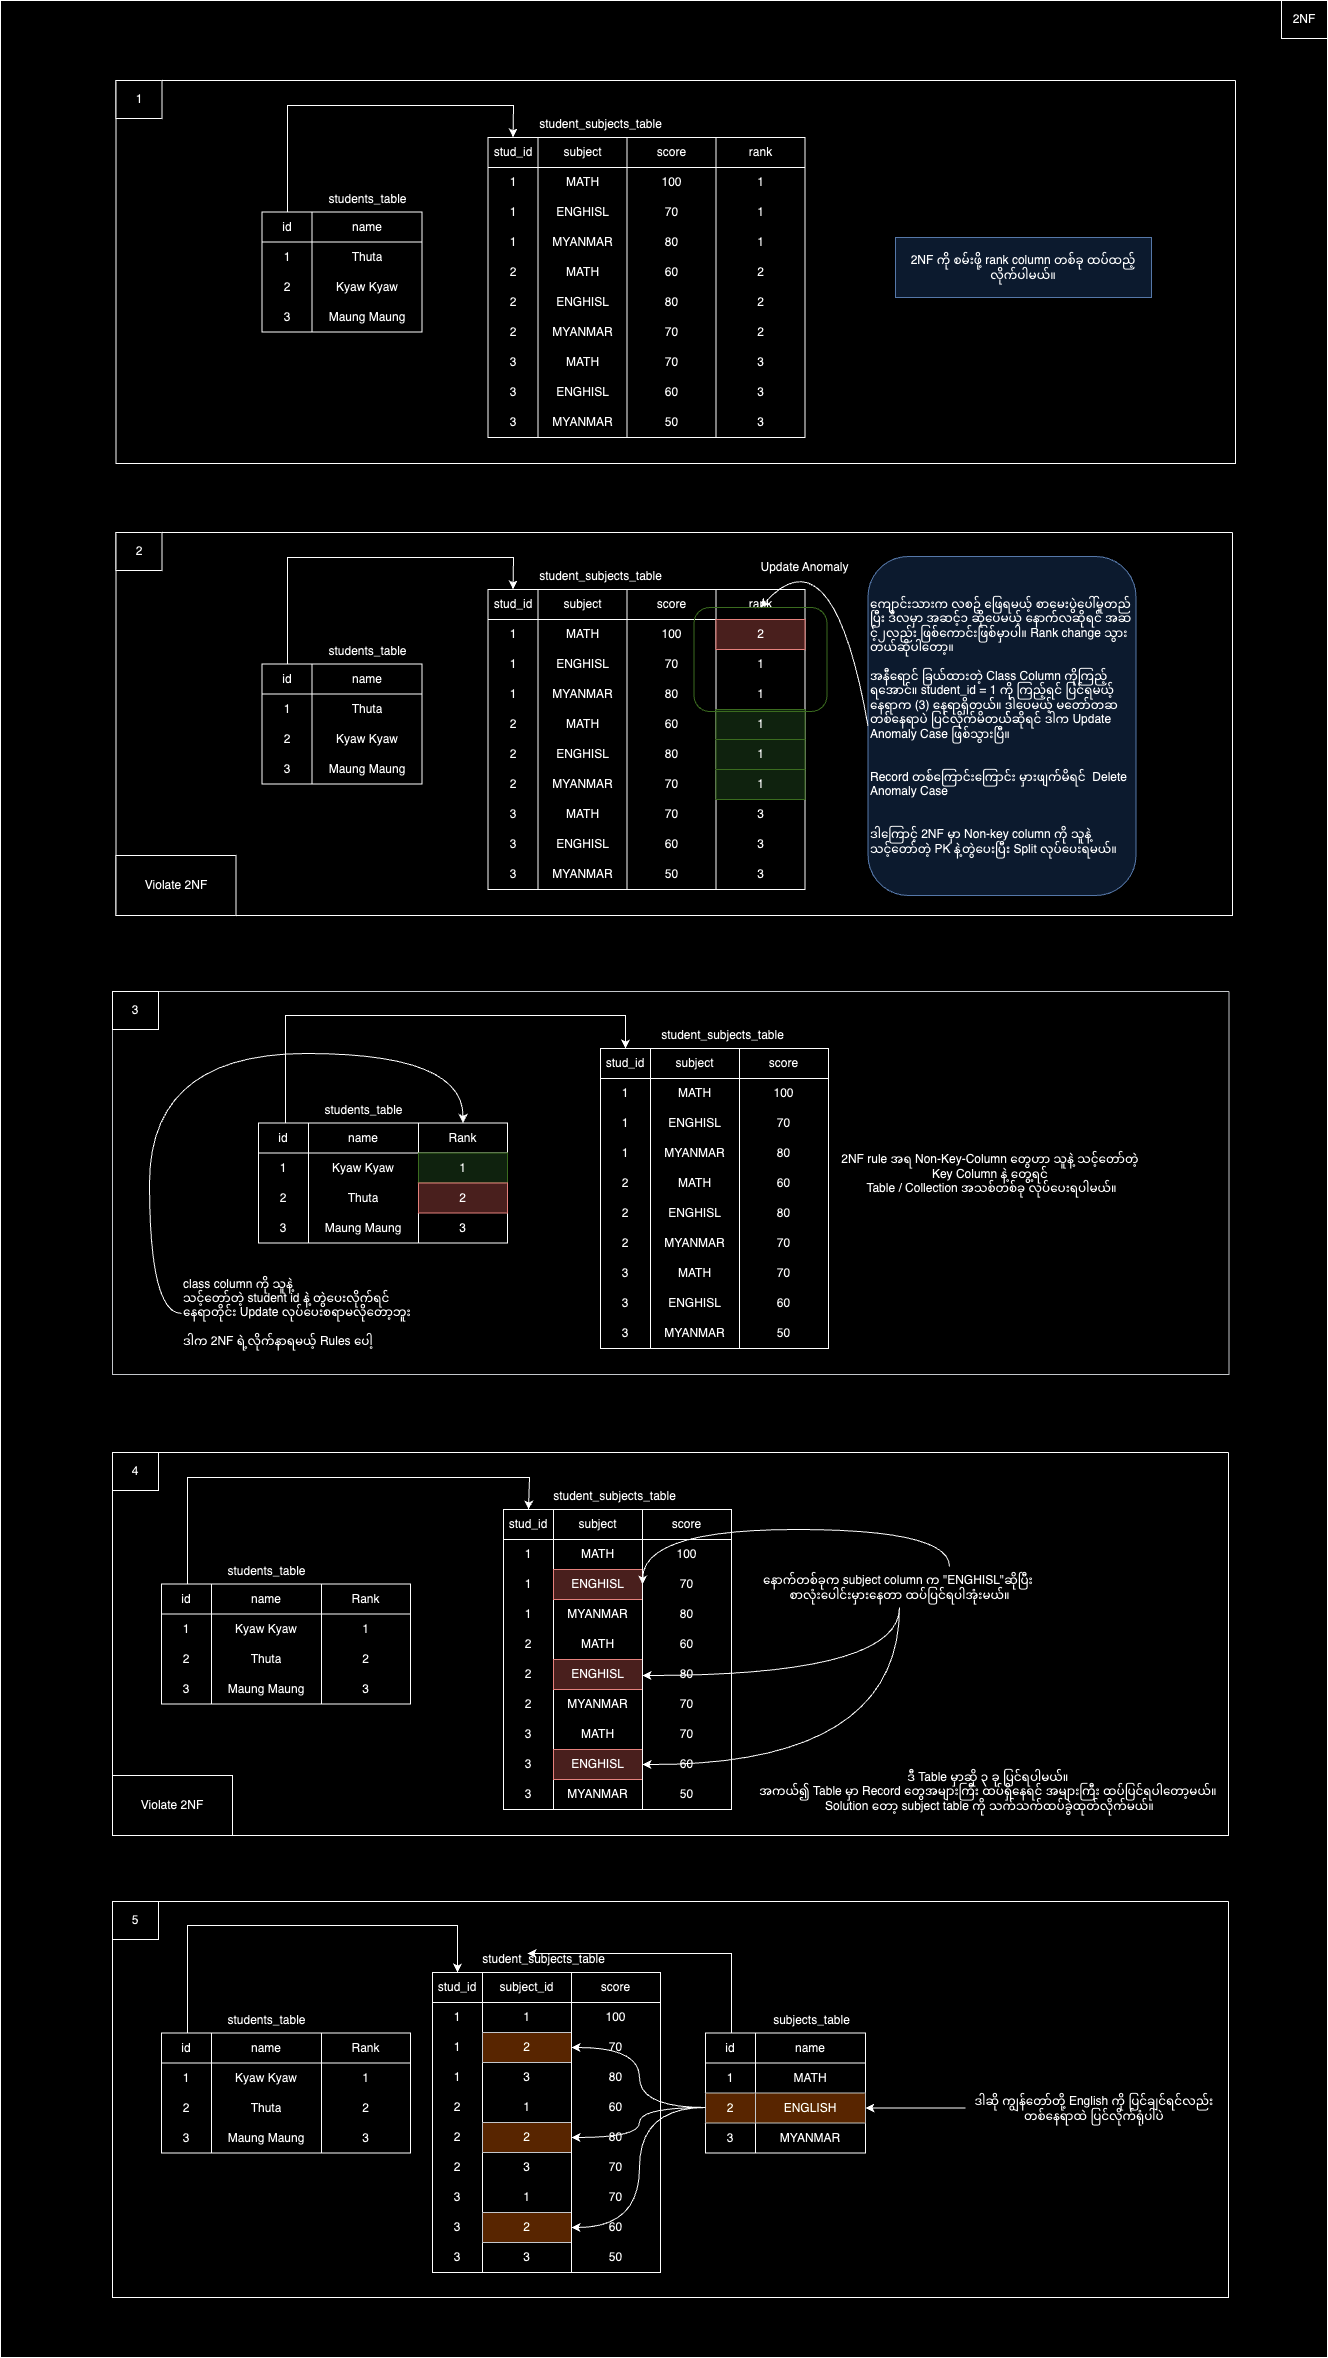 2NF
1
student_subjects_table
stud_id subject score rank
1 MATH 100 1
1 ENGHISL 70 1
1 MYANMAR 80 1
2 MATH 60 2
2 ENGHISL 80 2
2 MYANMAR 70 2
3 MATH 70 3
3 ENGHISL 60 3
3 MYANMAR 50 3
students_table
id name
1 Thuta
2 Kyaw Kyaw
3 Maung Maung
2NF ကို စမ်းဖို့ rank column တစ်ခု ထပ်ထည့်
လိုက်ပါမယ်။
2
student_subjects_table
stud_id subject score rank
1 MATH 100 2
1 ENGHISL 70 1
1 MYANMAR 80 1
2 MATH 60 1
2 ENGHISL 80 1
2 MYANMAR 70 1
3 MATH 70 3
3 ENGHISL 60 3
3 MYANMAR 50 3
students_table
id name
1 Thuta
2 Kyaw Kyaw
3 Maung Maung
Update Anomaly
ကျောင်းသားက လစဉ် ဖြေရမယ့် စာမေးပွဲပေါ်မူတည်
ပြီး ဒီလမှာ အဆင့်၁ ဆိုပေမယ့် နောက်လဆိုရင် အဆ
င့်၂လည်း ဖြစ်ကောင်းဖြစ်မှာပါ။ Rank change သွား
တယ်ဆိုပါတော့။
အနီရောင် ခြယ်ထားတဲ့ Class Column ကိုကြည့်
ရအောင်။ student_id = 1 ကို ကြည့်ရင် ပြင်ရမယ့်
နေရာက (3) နေရာရှိတယ်။ ဒါပေမယ့် မတော်တဆ
တစ်နေရာပဲ ပြင်လိုက်မိတယ်ဆိုရင် ဒါက Update
Anomaly Case ဖြစ်သွားပြီ။
Record တစ်ကြောင်းကြောင်း မှားဖျက်မိရင် Delete
Anomaly Case
ဒါကြောင့် 2NF မှာ Non-key column ကို သူနဲ့
သင့်တော်တဲ့ PK နဲ့တွဲပေးပြီး Split လုပ်ပေးရမယ်။
Violate 2NF
3
student_subjects_table
stud_id subject score
1 MATH 100
1 ENGHISL 70
1 MYANMAR 80
2 MATH 60
2 ENGHISL 80
2 MYANMAR 70
3 MATH 70
3 ENGHISL 60
3 MYANMAR 50
students_table
id name Rank
1 Kyaw Kyaw 1
2 Thuta 2
3 Maung Maung 3
2NF rule အရ Non-Key-Column တွေဟာ သူနဲ့ သင့်တော်တဲ့
Key Column နဲ့ တွေ့ရင်
Table / Collection အသစ်တစ်ခု လုပ်ပေးရပါမယ်။
class column ကို သူနဲ့
သင့်တော်တဲ့ student id နဲ့ တွဲပေးလိုက်ရင်
နေရာတိုင်း Update လုပ်ပေးစရာမလိုတော့ဘူး
ဒါက 2NF ရဲ့လိုက်နာရမယ့် Rules ပေါ့
4
student_subjects_table
stud_id subject score
1 MATH 100
1 ENGHISL 70
1 MYANMAR 80
2 MATH 60
2 ENGHISL 80
2 MYANMAR 70
3 MATH 70
3 ENGHISL 60
3 MYANMAR 50
students_table
id name Rank
1 Kyaw Kyaw 1
2 Thuta 2
3 Maung Maung 3
နောက်တစ်ခုက subject column က "ENGHISL"ဆိုပြီး
စာလုံးပေါင်းမှားနေတာ ထပ်ပြင်ရပါအုံးမယ်။
ဒီ Table မှာဆို ၃ ခု ပြင်ရပါမယ်။
အကယ်၍ Table မှာ Record တွေအများကြီး ထပ်ရှိနေရင် အများကြီး ထပ်ပြင်ရပါတော့မယ်။
Solution တော့ subject table ကို သက်သက်ထပ်ခွဲထုတ်လိုက်မယ်။
Violate 2NF
5
student_subjects_table
stud_id subject_id score
1 1 100
1 2 70
1 3 80
2 1 60
2 2 80
2 3 70
3 1 70
3 2 60
3 3 50
students_table
id name Rank
1 Kyaw Kyaw 1
2 Thuta 2
3 Maung Maung 3
subjects_table
id name
1 MATH
2 ENGLISH
3 MYANMAR
ဒါဆို ကျွန်တော်တို့ English ကို ပြင်ချင်ရင်လည်း
တစ်နေရာထဲ ပြင်လိုက်ရုံပါပဲ